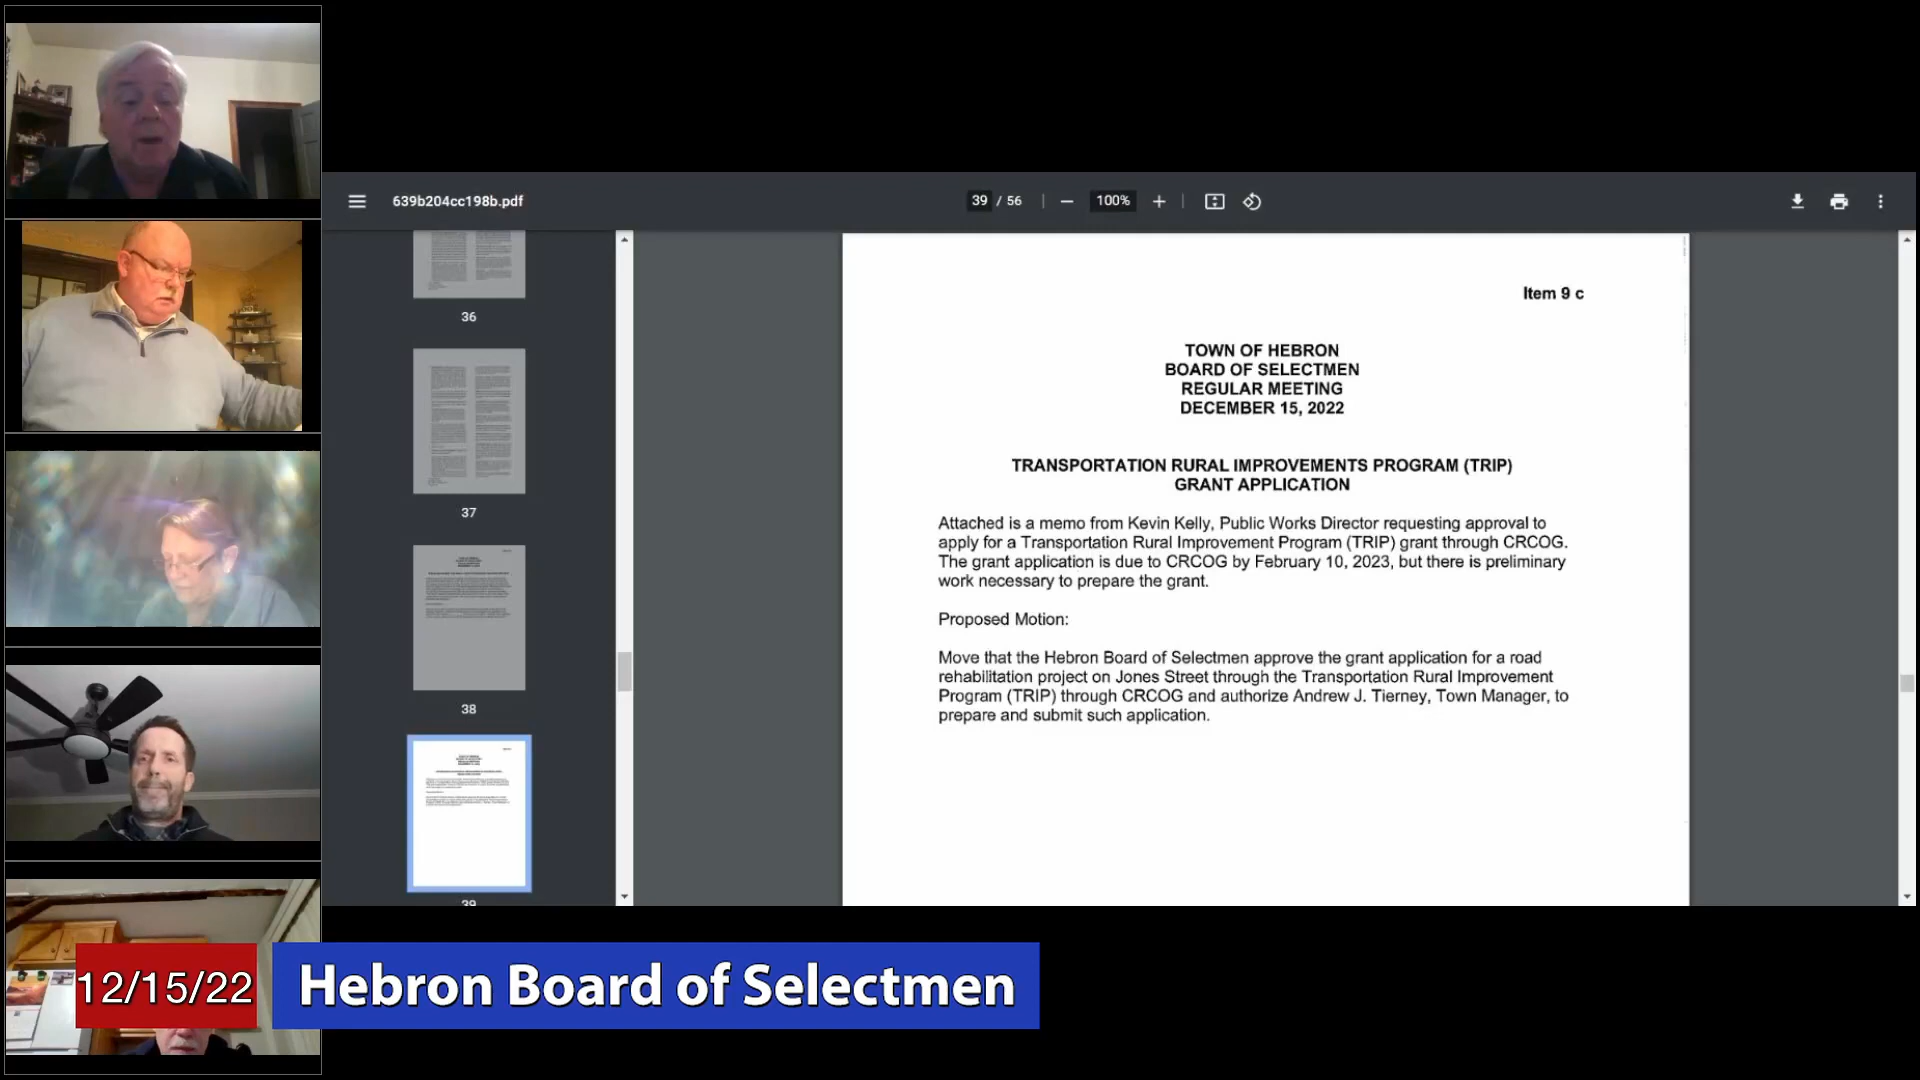 639b204cc198b.pdf
39 / 56
100%
36
37
38
39
Item 9 c
TOWN OF HEBRON
BOARD OF SELECTMEN
REGULAR MEETING
DECEMBER 15, 2022
TRANSPORTATION RURAL IMPROVEMENTS PROGRAM (TRIP)
GRANT APPLICATION
Attached is a memo from Kevin Kelly, Public Works Director requesting approval to
apply for a Transportation Rural Improvement Program (TRIP) grant through CRCOG.
The grant application is due to CRCOG by February 10, 2023, but there is preliminary
work necessary to prepare the grant.
Proposed Motion:
Move that the Hebron Board of Selectmen approve the grant application for a road
rehabilitation project on Jones Street through the Transportation Rural Improvement
Program (TRIP) through CRCOG and authorize Andrew J. Tierney, Town Manager, to
prepare and submit such application.
12/15/22
Hebron Board of Selectmen